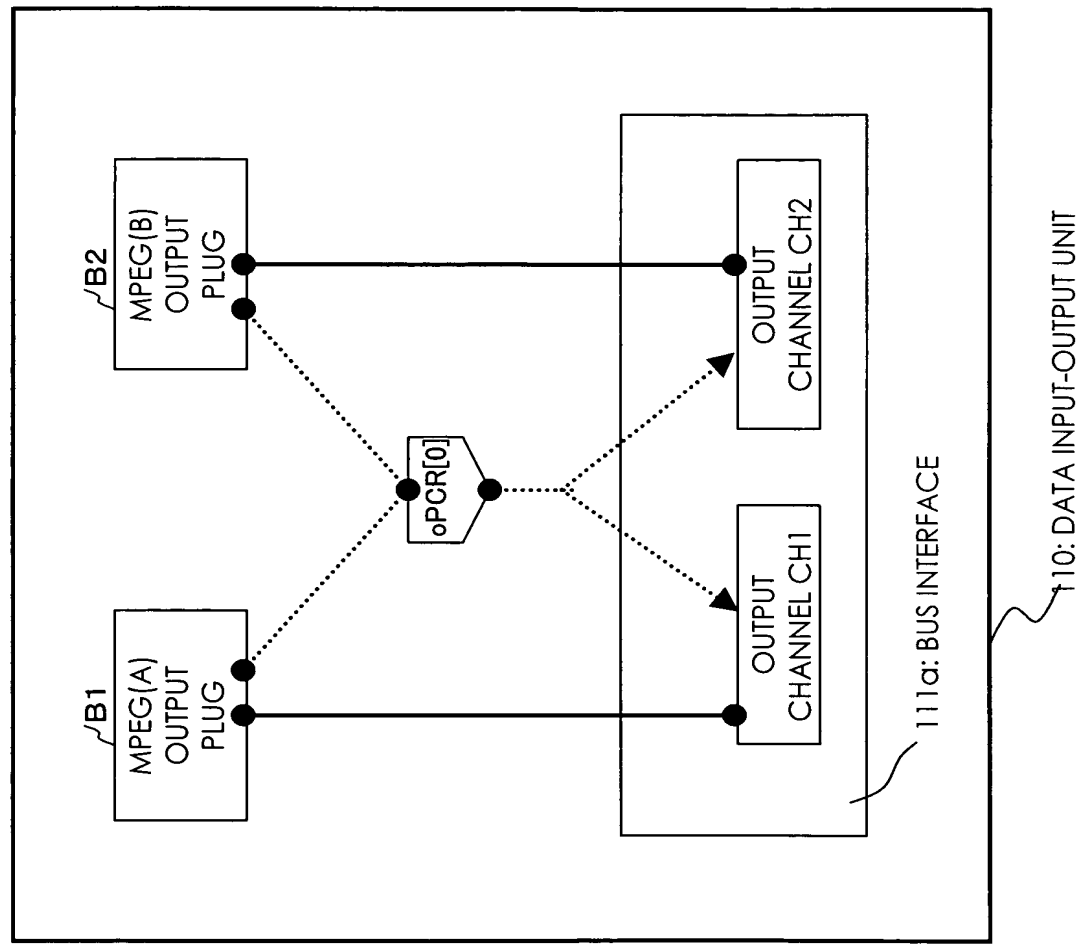 B1
MPEG(A)
OUTPUT
PLUG
B2
MPEG(B)
OUTPUT
PLUG
oPCR[0]
OUTPUT
CHANNEL CH1
OUTPUT
CHANNEL CH2
111a: BUS INTERFACE
110: DATA INPUT-OUTPUT UNIT